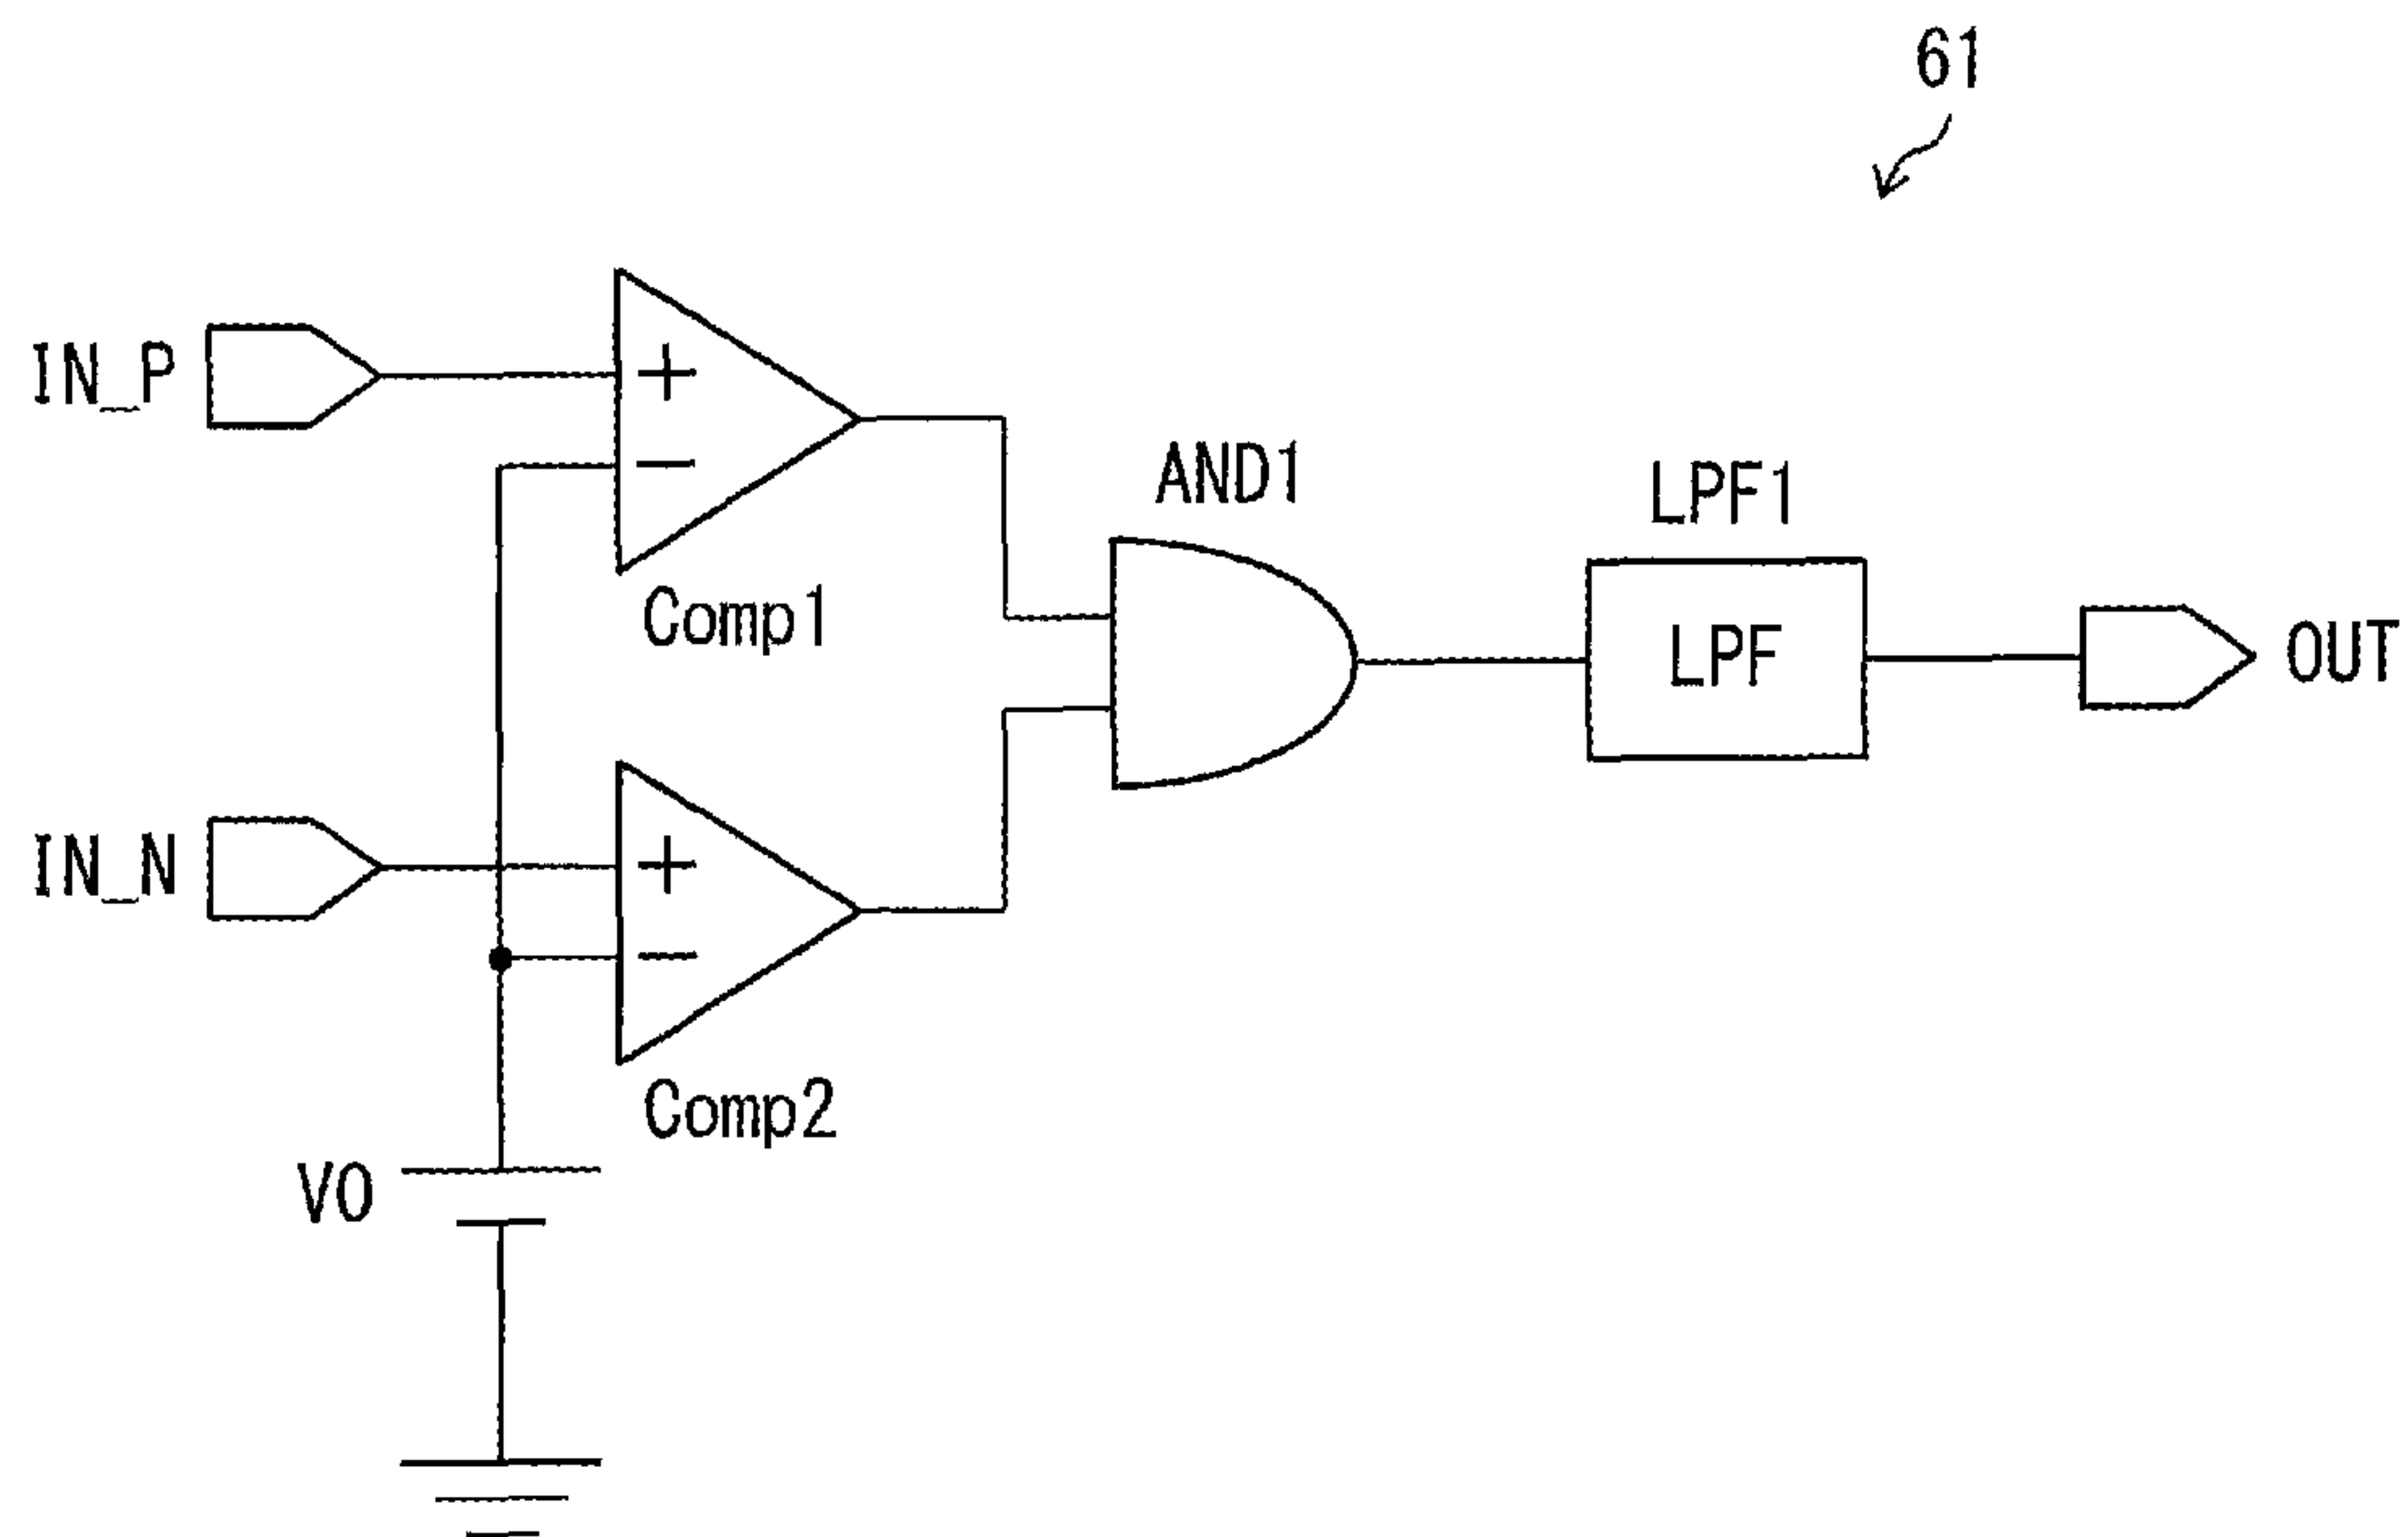 61
IN_P
+
−
Comp1
AND1
LPF1
LPF
OUT
IN_N
+
−
Comp2
V0